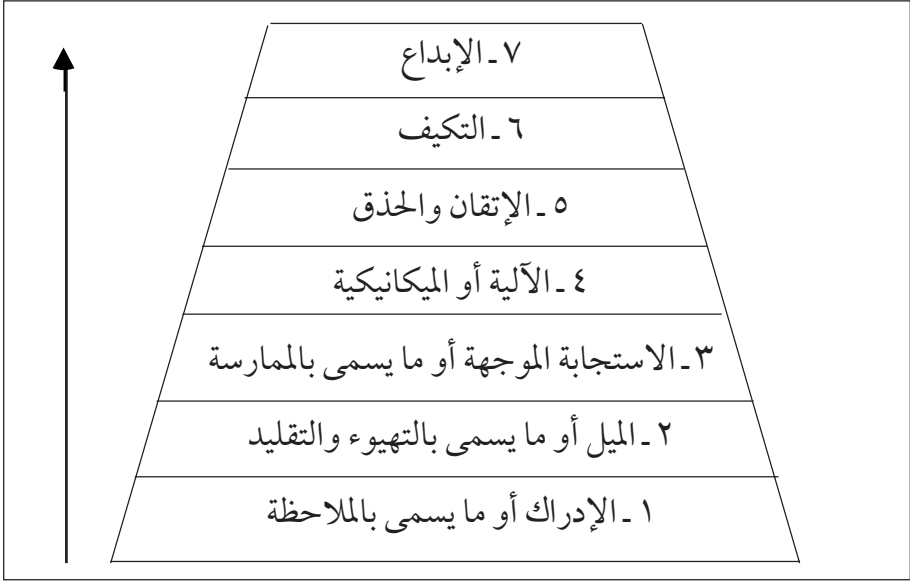 ٧ ـ الإبداع
٦ ـ التكيف
٥ ـ الإتقان والحذق
٤ ـ الآلية أو الميكانيكية
٣ ـ الاستجابة الموجهة أو ما يسمى بالممارسة
٢ ـ الميل أو ما يسمى بالتهيوء والتقليد
١ ـ الإدراك أو ما يسمى بالملاحظة